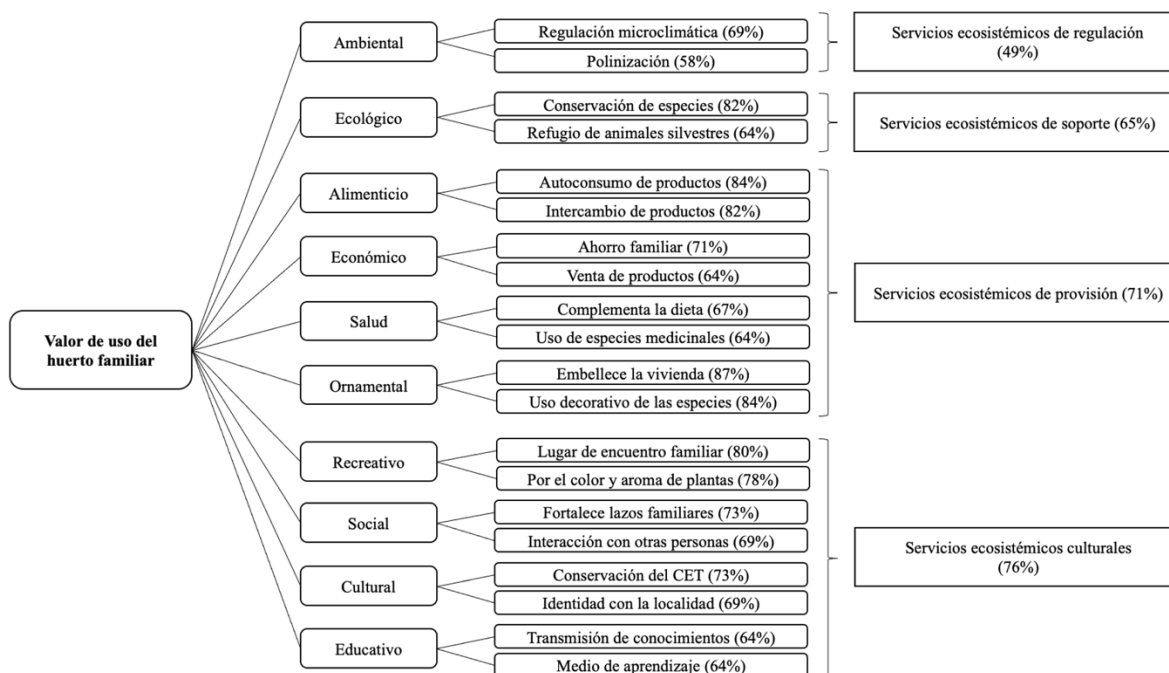 Valor de uso del
huerto familiar
Ambiental
Regulación microclimática (69%)
Polinización (58%)
Servicios ecosistémicos de regulación
(49%)
Ecológico
Conservación de especies (82%)
Refugio de animales silvestres (64%)
Servicios ecosistémicos de soporte (65%)
Alimenticio
Autoconsumo de productos (84%)
Intercambio de productos (82%)
Económico
Ahorro familiar (71%)
Venta de productos (64%)
Salud
Complementa la dieta (67%)
Uso de especies medicinales (64%)
Ornamental
Embellece la vivienda (87%)
Uso decorativo de las especies (84%)
Servicios ecosistémicos de provisión (71%)
Recreativo
Lugar de encuentro familiar (80%)
Por el color y aroma de plantas (78%)
Social
Fortalece lazos familiares (73%)
Interacción con otras personas (69%)
Cultural
Conservación del CET (73%)
Identidad con la localidad (69%)
Educativo
Transmisión de conocimientos (64%)
Medio de aprendizaje (64%)
Servicios ecosistémicos culturales
(76%)